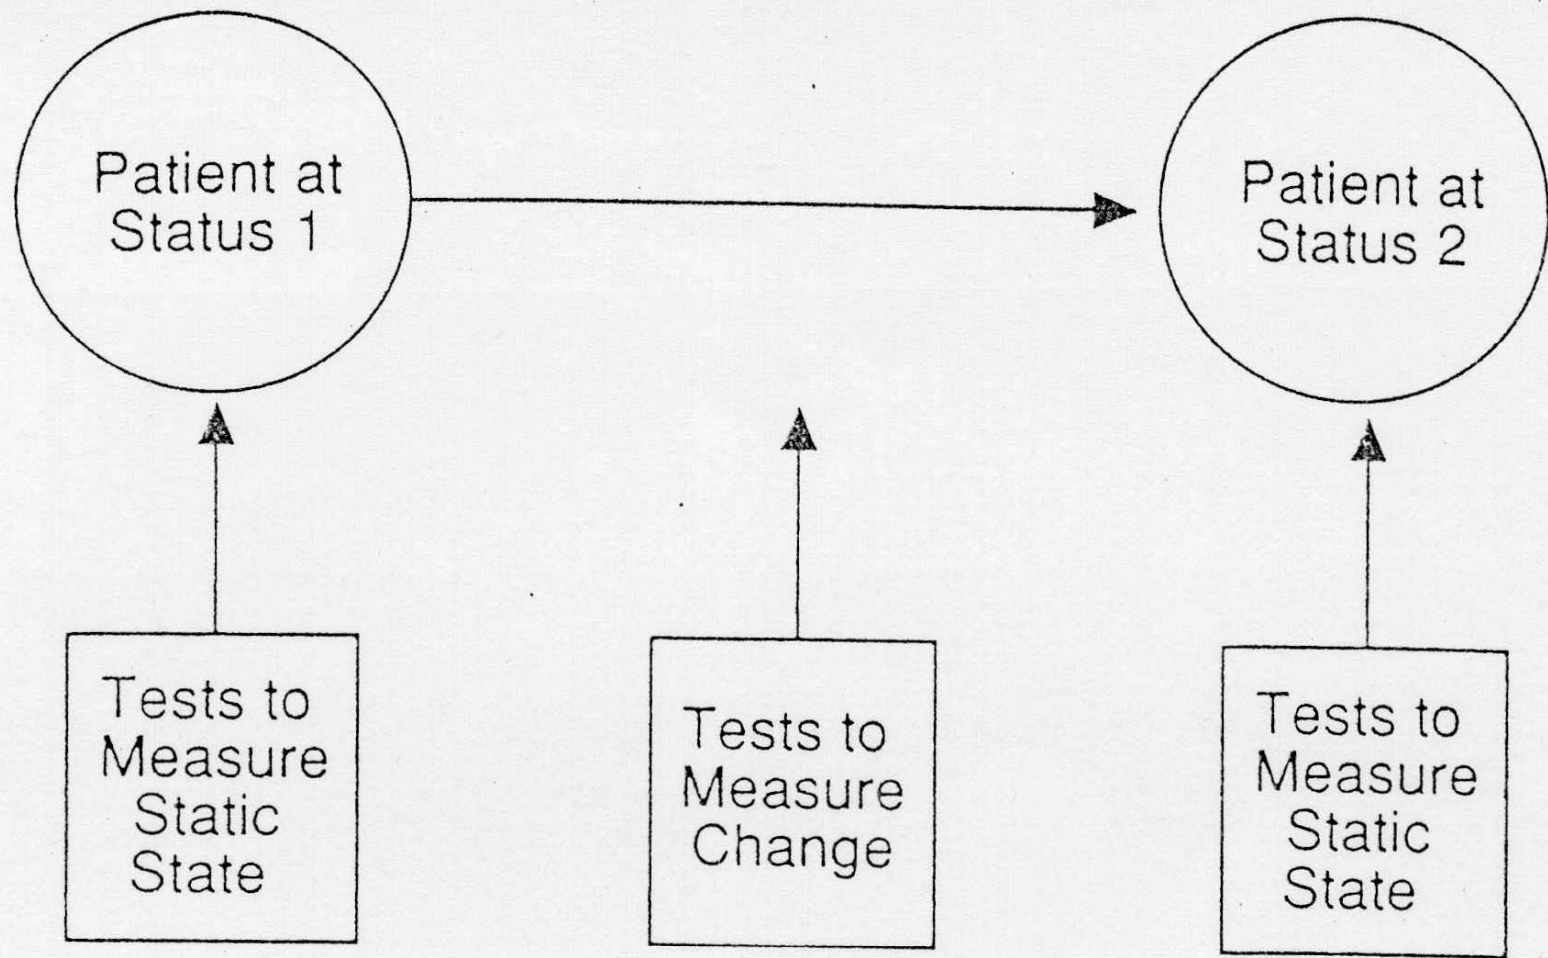 Patient at
Status 1
Patient at
Status 2
Tests to
Measure
Static
State
Tests to
Measure
Change
Tests to
Measure
Static
State